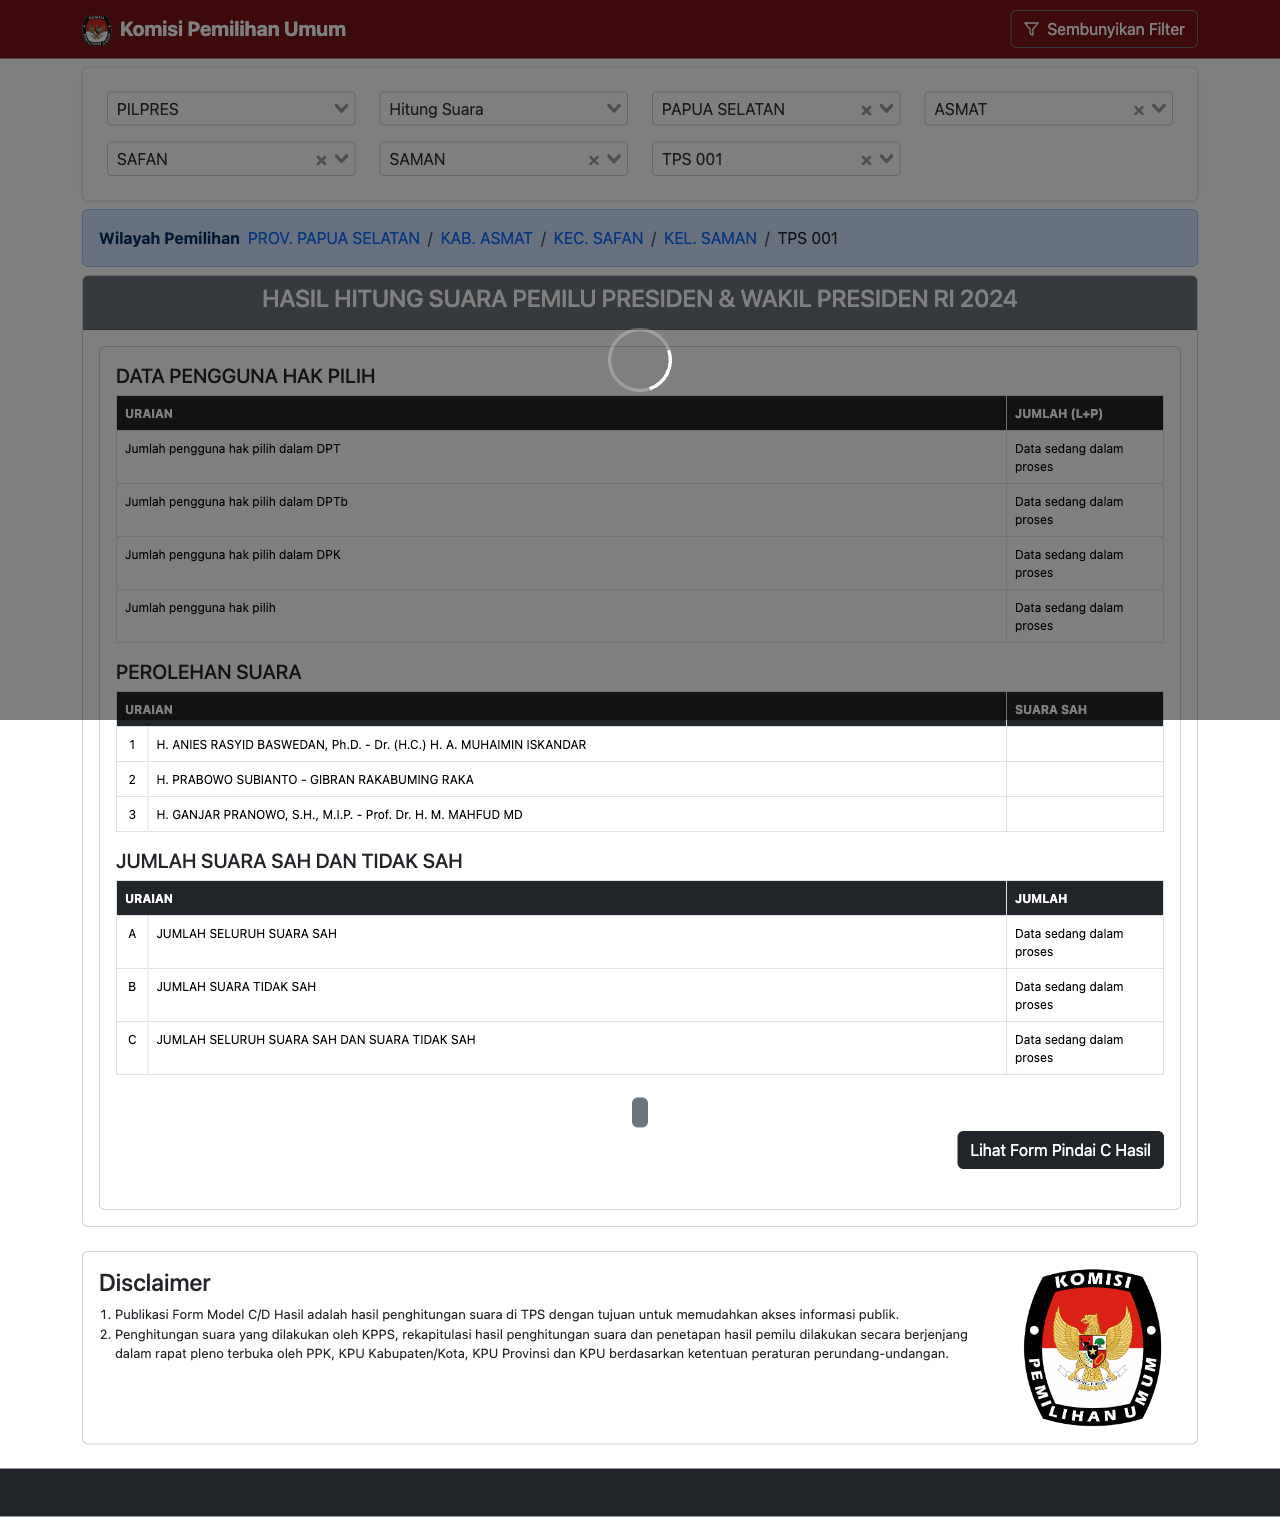 Komisi Pemilihan Umum
Sembunyikan Filter
PILPRES
Hitung Suara
PAPUA SELATAN
ASMAT
SAFAN
SAMAN
TPS 001
Wilayah Pemilihan PROV. PAPUA SELATAN / KAB. ASMAT / KEC. SAFAN / KEL. SAMAN / TPS 001
HASIL HITUNG SUARA PEMILU PRESIDEN & WAKIL PRESIDEN RI 2024
DATA PENGGUNA HAK PILIH
URAIAN JUMLAH (L+P)
Jumlah pengguna hak pilih dalam DPT Data sedang dalam
proses
Jumlah pengguna hak pilih dalam DPTb Data sedang dalam
proses
Jumlah pengguna hak pilih dalam DPK Data sedang dalam
proses
Jumlah pengguna hak pilih Data sedang dalam
proses
PEROLEHAN SUARA
URAIAN SUARA SAH
1 H. ANIES RASYID BASWEDAN, Ph.D. - Dr. (H.C.) H. A. MUHAIMIN ISKANDAR
2 H. PRABOWO SUBIANTO - GIBRAN RAKABUMING RAKA
3 H. GANJAR PRANOWO, S.H., M.I.P. - Prof. Dr. H. M. MAHFUD MD
JUMLAH SUARA SAH DAN TIDAK SAH
URAIAN JUMLAH
A JUMLAH SELURUH SUARA SAH Data sedang dalam
proses
B JUMLAH SUARA TIDAK SAH Data sedang dalam
proses
C JUMLAH SELURUH SUARA SAH DAN SUARA TIDAK SAH Data sedang dalam
proses
Lihat Form Pindai C Hasil
Disclaimer
1. Publikasi Form Model C/D Hasil adalah hasil penghitungan suara di TPS dengan tujuan untuk memudahkan akses informasi publik.
2. Penghitungan suara yang dilakukan oleh KPPS, rekapitulasi hasil penghitungan suara dan penetapan hasil pemilu dilakukan secara berjenjang
dalam rapat pleno terbuka oleh PPK, KPU Kabupaten/Kota, KPU Provinsi dan KPU berdasarkan ketentuan peraturan perundang-undangan.
KOMISI
PEMILIHAN UMUM